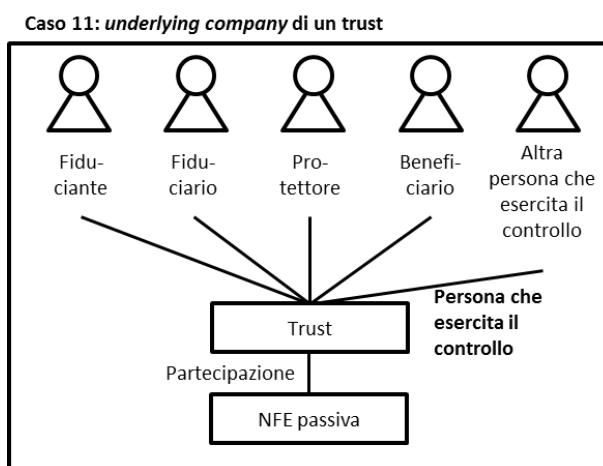 Caso 11: underlying company di un trust
Fidu-
ciante
Fidu-
ciario
Pro-
tettore
Benefi-
ciario
Altra
persona che
esercita il
controllo
Persona che
esercita il
controllo
Trust
Partecipazione
NFE passiva